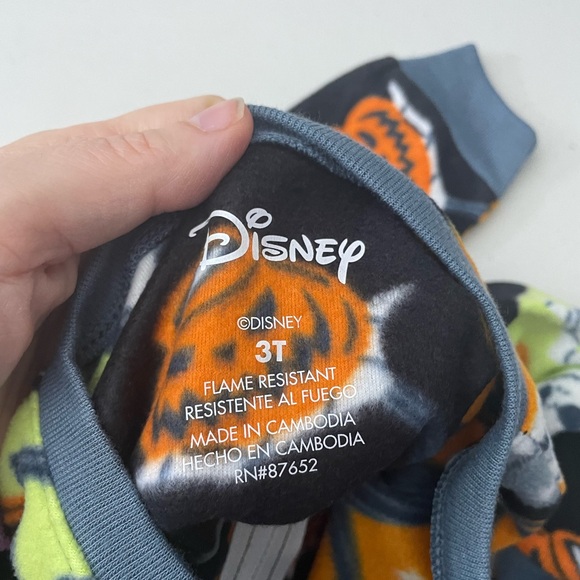 Disney
©DISNEY
3T
FLAME RESISTANT
RESISTENTE AL FUEGO
MADE IN CAMBODIA
HECHO EN CAMBODIA
RN#87652